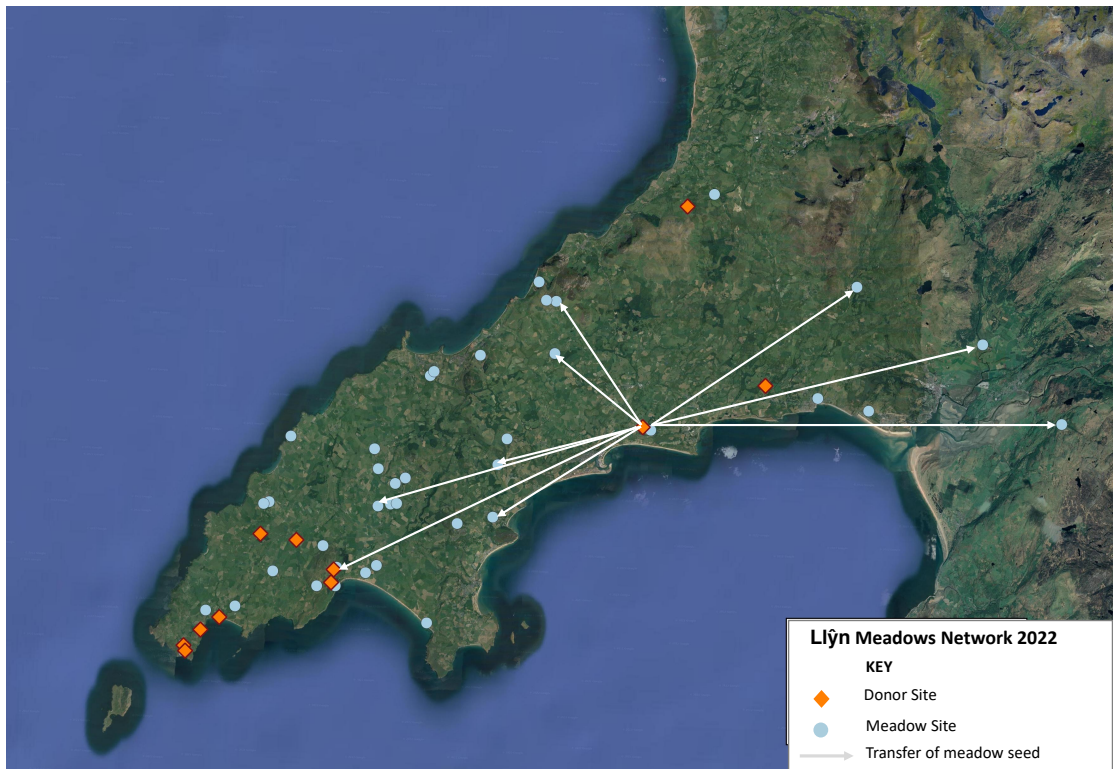 Llŷn Meadows Network 2022
KEY
Donor Site
Meadow Site
Transfer of meadow seed